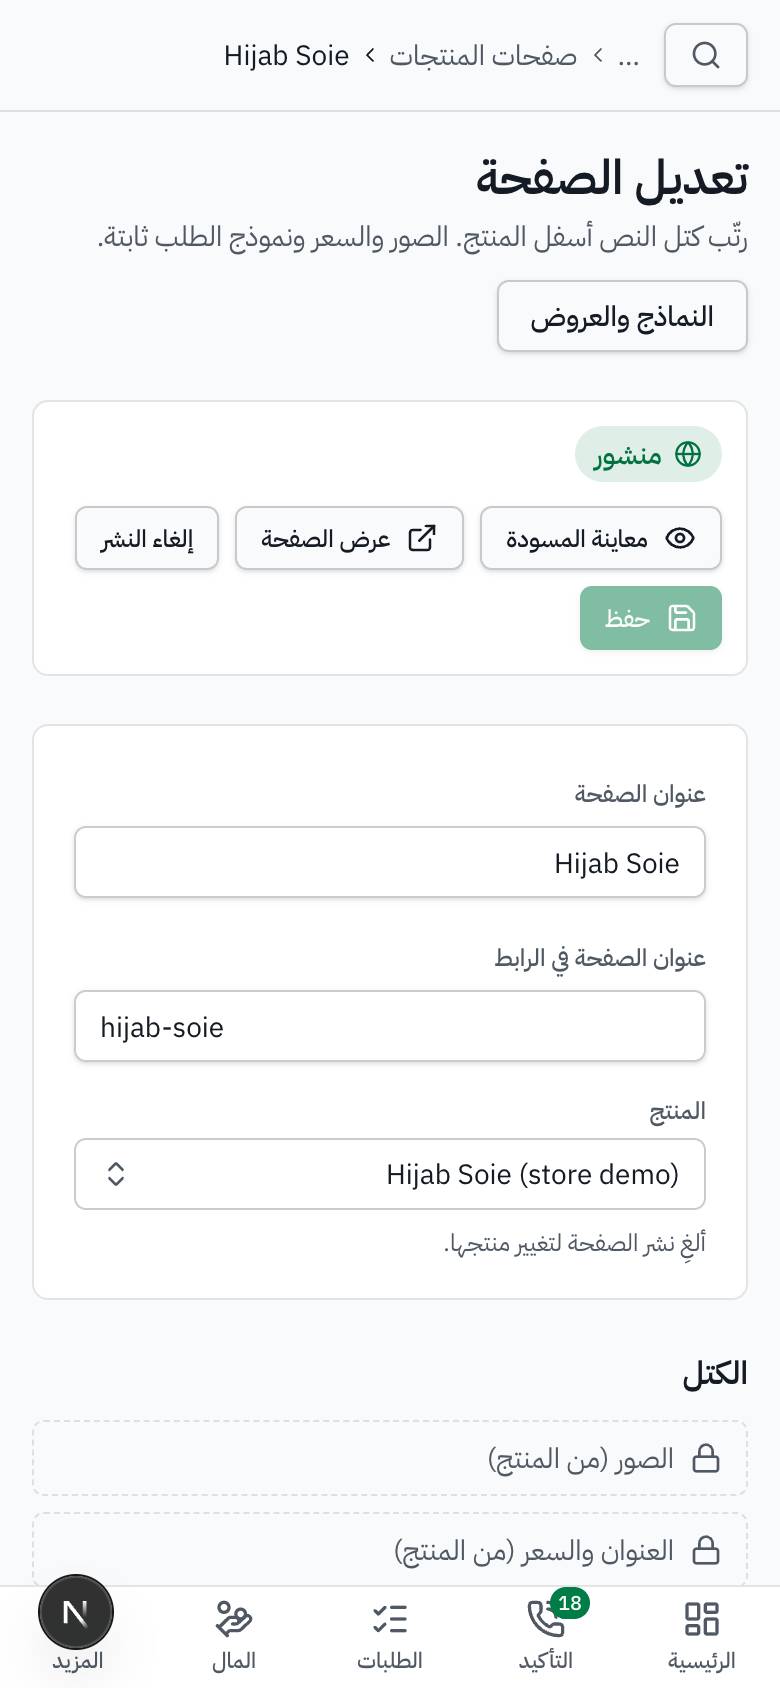 ... › صفحات المنتجات › Hijab Soie
تعديل الصفحة
رتّب كتل النص أسفل المنتج. الصور والسعر ونموذج الطلب ثابتة.
النماذج والعروض
منشور
معاينة المسودة
عرض الصفحة
إلغاء النشر
حفظ
عنوان الصفحة
Hijab Soie
عنوان الصفحة في الرابط
hijab-soie
المنتج
Hijab Soie (store demo)
ألغِ نشر الصفحة لتغيير منتجها.
الكتل
الصور (من المنتج)
العنوان والسعر (من المنتج)
الرئيسية
18
التأكيد
الطلبات
المال
N
المزيد